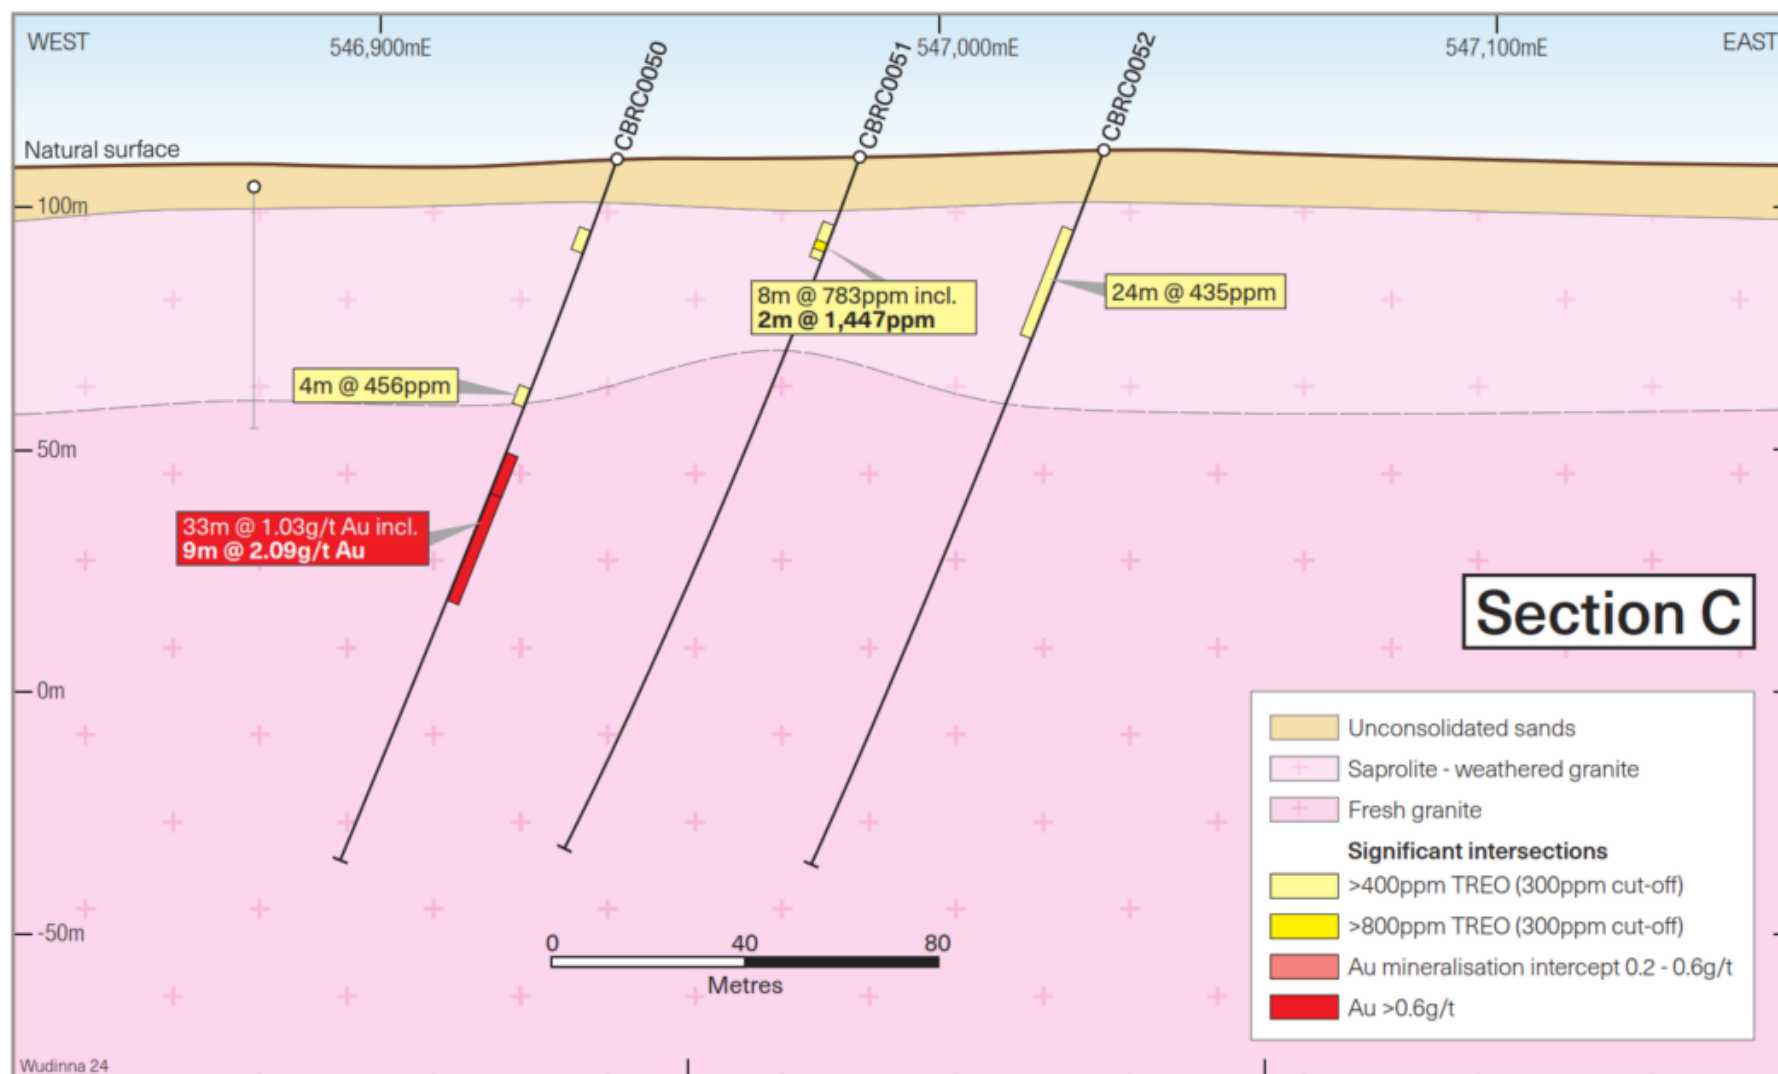 WEST
546,900mE
547,000mE
547,100mE
EAST
CBRC0050
CBRC0051
CBRC0052
Natural surface
100m
8m @ 783ppm incl.
2m @ 1,447ppm
24m @ 435ppm
4m @ 456ppm
50m
33m @ 1.03g/t Au incl.
9m @ 2.09g/t Au
Section C
0m
Unconsolidated sands
Saprolite - weathered granite
Fresh granite
Significant intersections
>400ppm TREO (300ppm cut-off)
>800ppm TREO (300ppm cut-off)
Au mineralisation intercept 0.2 - 0.6g/t
Au >0.6g/t
-50m
0 40 80
Metres
Wudinna 24